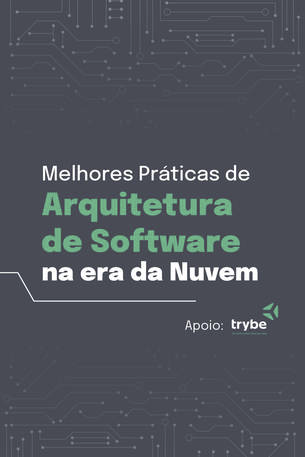 Melhores Práticas de
Arquitetura
de Software
na era da Nuvem
Apoio: trybe